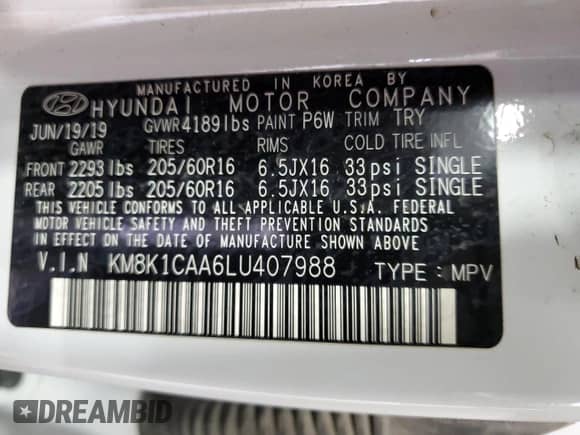 MANUFACTURED IN KOREA BY
HYUNDAI MOTOR COMPANY
JUN/19/19 GVWR 4189lbs PAINT P6W TRIM TRY
GAWR TIRES RIMS COLD TIRE INFL
FRONT 2293lbs 205/60R16 6.5JX16 33psi SINGLE
REAR 2205lbs 205/60R16 6.5JX16 33psi SINGLE
THIS VEHICLE CONFORMS TO ALL APPLICABLE U.S.A. FEDERAL
MOTOR VEHICLE SAFETY AND THEFT PREVENTION STANDARDS
IN EFFECT ON THE DATE OF MANUFACTURE SHOWN ABOVE
V.I.N KM8K1CAA6LU407988 TYPE : MPV
DREAMBID